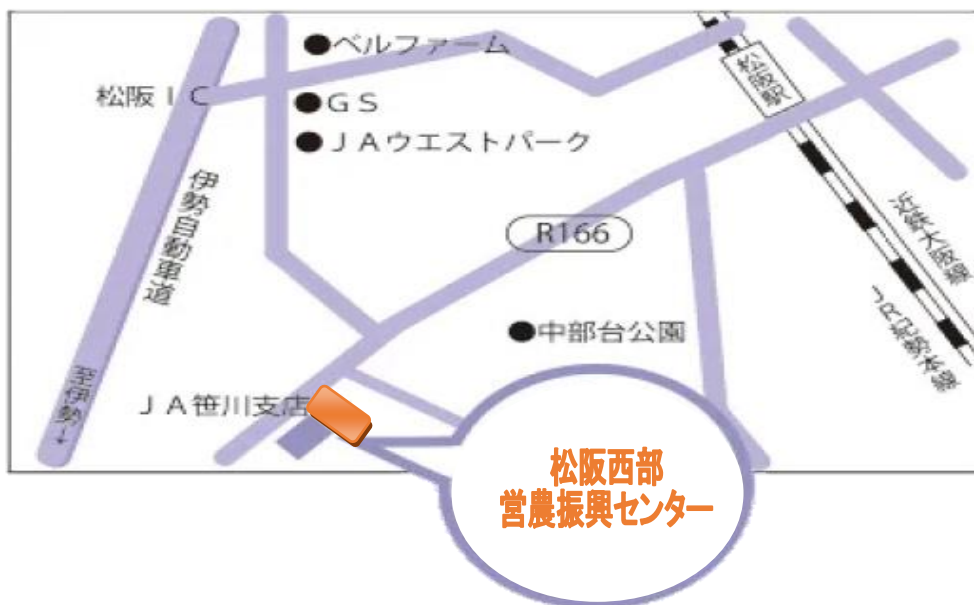 ●ベルファーム
松阪IC
●GS
●JAウエストパーク
松阪駅
伊勢自動車道
R166
近鉄大阪線
JR紀勢本線
●中部台公園
至伊勢↓
JA笹川支店
松阪西部
営農振興センター